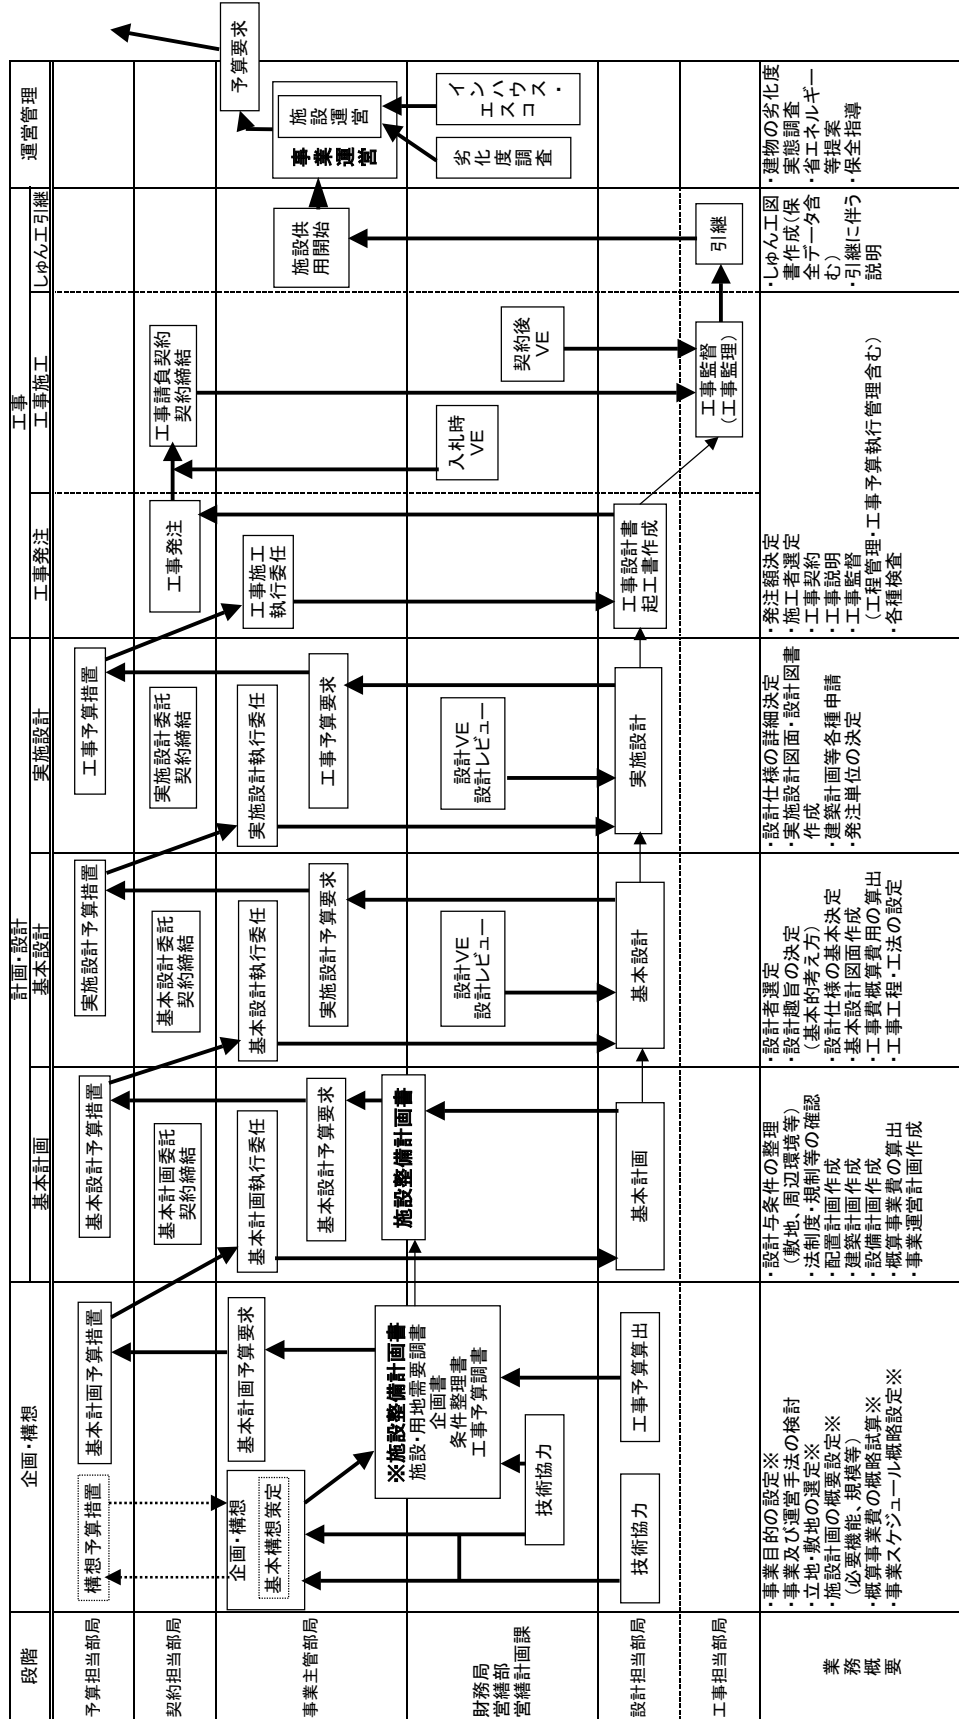 段階
企画・構想
計画・設計
基本計画
基本設計
実施設計
工事
工事発注
工事施工
しゅん工引継
運営管理
予算担当部局
構想予算措置
基本計画予算措置
基本設計予算措置
実施設計予算措置
工事予算措置
予算要求
契約担当部局
基本計画委託
契約締結
基本設計委託
契約締結
実施設計委託
契約締結
工事発注
工事請負契約
契約締結
事業主管部局
企画・構想
基本構想策定
基本計画予算要求
基本計画執行委任
基本設計予算要求
基本設計執行委任
実施設計予算要求
実施設計執行委任
工事予算要求
工事施工
執行委任
施設供
用開始
事業運営
施設
運営
財務局
営繕部
営繕計画課
※施設整備計画書
施設・用地需要調書
企画書
条件整理書
工事予算調書
技術協力
施設整備計画書
設計VE
設計レビュー
設計VE
設計レビュー
入札時
VE
契約後
VE
劣化度
調査
インハウス・
エスコ
設計担当部局
技術協力
工事予算算出
基本計画
基本設計
実施設計
工事設計書
起工書作成
工事担当部局
工事監督
(工事監理)
引継
業務概要
・事業目的の設定※
・事業及び運営手法の検討
・立地・敷地の選定※
・施設計画の概要設定※
(必要機能、規模等)
・概算事業費の概略試算※
・事業スケジュール概略設定※
・設計与条件の整理
(敷地、周辺環境等)
・法制度・規制等の確認
・配置計画作成
・建築計画作成
・設備計画作成
・概算事業費の算出
・事業運営計画作成
・設計者選定
・設計趣旨の決定
(基本的考え方)
・設計仕様の基本決定
・基本設計図面作成
・工事費概算費用の算出
・工事工程・工法の設定
・設計仕様の詳細決定
・実施設計図面・設計図書
作成
・建築計画等各種申請
・発注単位の決定
・発注額決定
・施工者選定
・工事契約
・工事説明
・工事監督
(工程管理・工事予算執行管理含む)
・各種検査
・しゅん工図
書作成(保
全データ含
む)
・引継に伴う
説明
・建物の劣化度
実態調査
・省エネルギー
等提案
・保全指導